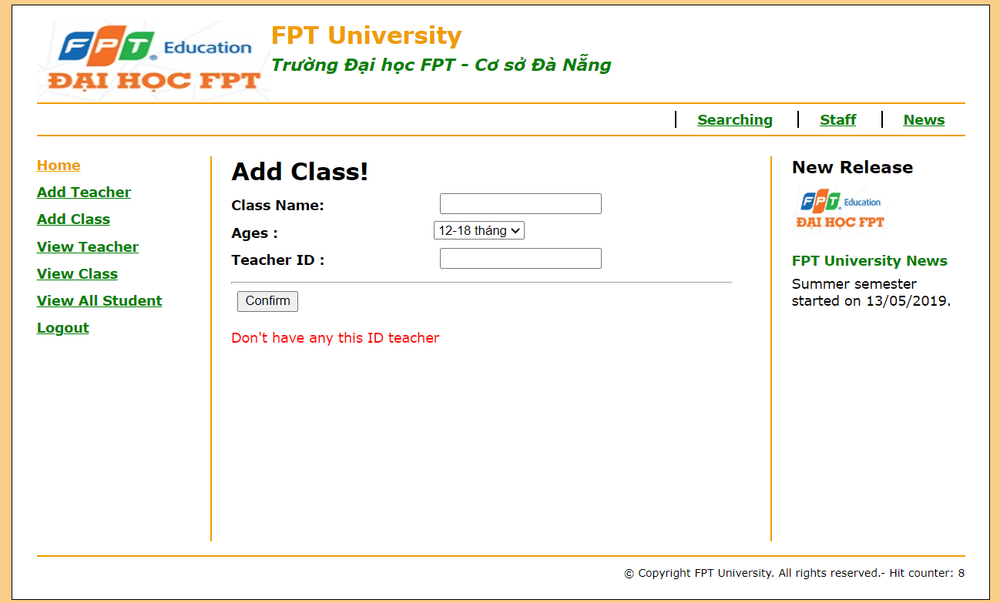 FPT Education
ĐẠI HỌC FPT
FPT University
Trường Đại học FPT - Cơ sở Đà Nẵng
Searching
Staff
News
Home
Add Teacher
Add Class
View Teacher
View Class
View All Student
Logout
Add Class!
Class Name:
Ages :
12-18 tháng
Teacher ID :
Confirm
Don't have any this ID teacher
New Release
FPT Education
ĐẠI HỌC FPT
FPT University News
Summer semester
started on 13/05/2019.
© Copyright FPT University. All rights reserved.- Hit counter: 8